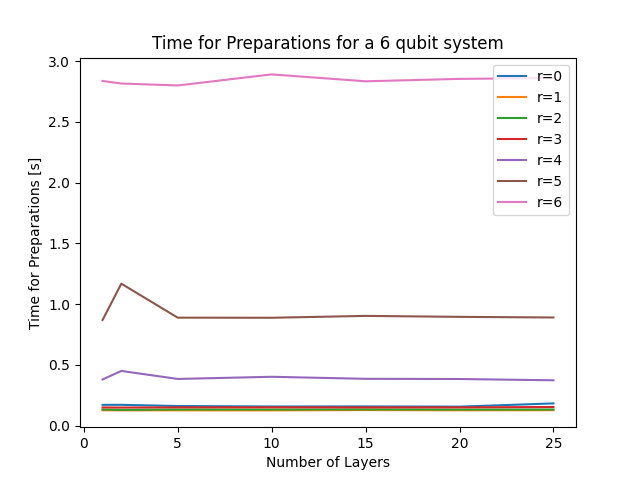 Time for Preparations for a 6 qubit system
Time for Preparations [s]
3.0
2.5
2.0
1.5
1.0
0.5
0.0
0 5 10 15 20 25
Number of Layers
r=0
r=1
r=2
r=3
r=4
r=5
r=6